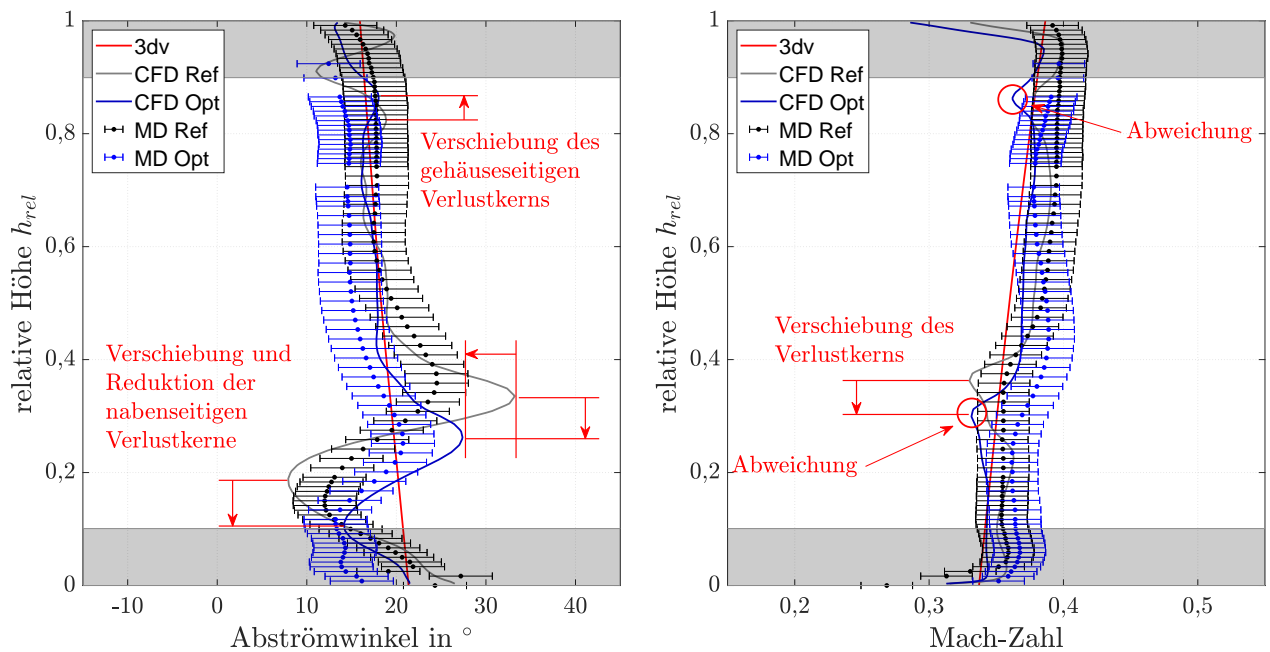 relative Höhe h_rel
1
0,8
0,6
0,4
0,2
0
3dv
CFD Ref
CFD Opt
MD Ref
MD Opt
Verschiebung des
gehäuseseitigen
Verlustkerns
Verschiebung und
Reduktion der
nabenseitigen
Verlustkerne
-10 0 10 20 30 40
Abströmwinkel in °
relative Höhe h_rel
1
0,8
0,6
0,4
0,2
0
3dv
CFD Ref
CFD Opt
MD Ref
MD Opt
Abweichung
Verschiebung des
Verlustkerns
Abweichung
0,2 0,3 0,4 0,5
Mach-Zahl